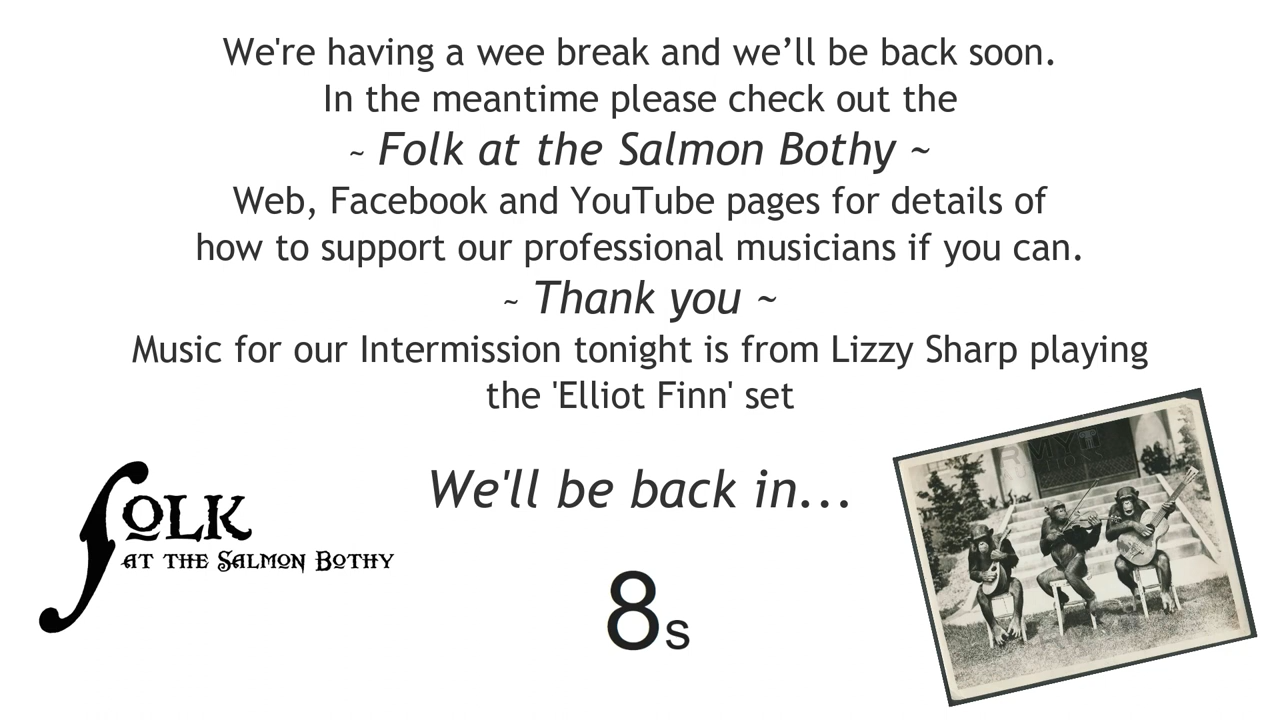 We're having a wee break and we’ll be back soon.
In the meantime please check out the
~ Folk at the Salmon Bothy ~
Web, Facebook and YouTube pages for details of
how to support our professional musicians if you can.
~ Thank you ~
Music for our Intermission tonight is from Lizzy Sharp playing
the 'Elliot Finn' set
We'll be back in...
8s
FOLK
AT THE SALMON BOTHY